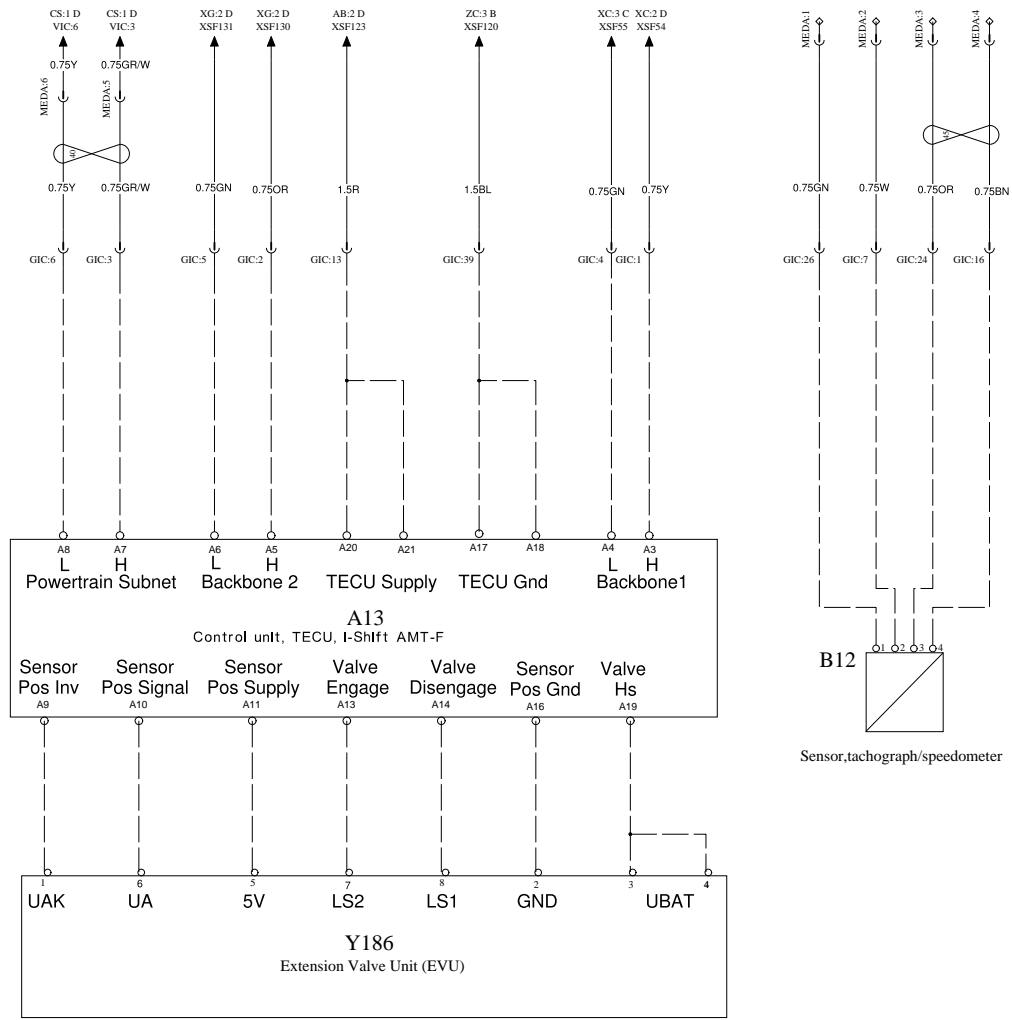 CS:1 D CS:1 D XG:2 D XG:2 D AB:2 D ZC:3 B XC:3 C XC:2 D
VIC:6 VIC:3 XSF131 XSF130 XSF123 XSF120 XSF55 XSF54
MEDA:1 MEDA:2 MEDA:3 MEDA:4
0.75Y 0.75GR/W
MEDA:6 MEDA:5
40 45
0.75Y 0.75GR/W 0.75GN 0.75OR 1.5R 1.5BL 0.75GN 0.75Y 0.75GN 0.75W 0.75OR 0.75BN
GIC:6 GIC:3 GIC:5 GIC:2 GIC:13 GIC:39 GIC:4 GIC:1 GIC:26 GIC:7 GIC:24 GIC:16
A8 A7 A6 A5 A20 A21 A17 A18 A4 A3
L H L H L H
Powertrain Subnet Backbone 2 TECU Supply TECU Gnd Backbone1
A13
Control unit, TECU, I-Shift AMT-F
Sensor Sensor Sensor Valve Valve Sensor Valve
Pos Inv Pos Signal Pos Supply Engage Disengage Pos Gnd Hs
A9 A10 A11 A13 A14 A16 A19
1 2 3 4
B12
Sensor,tachograph/speedometer
1 6 5 7 8 2 3 4
UAK UA 5V LS2 LS1 GND UBAT
Y186
Extension Valve Unit (EVU)